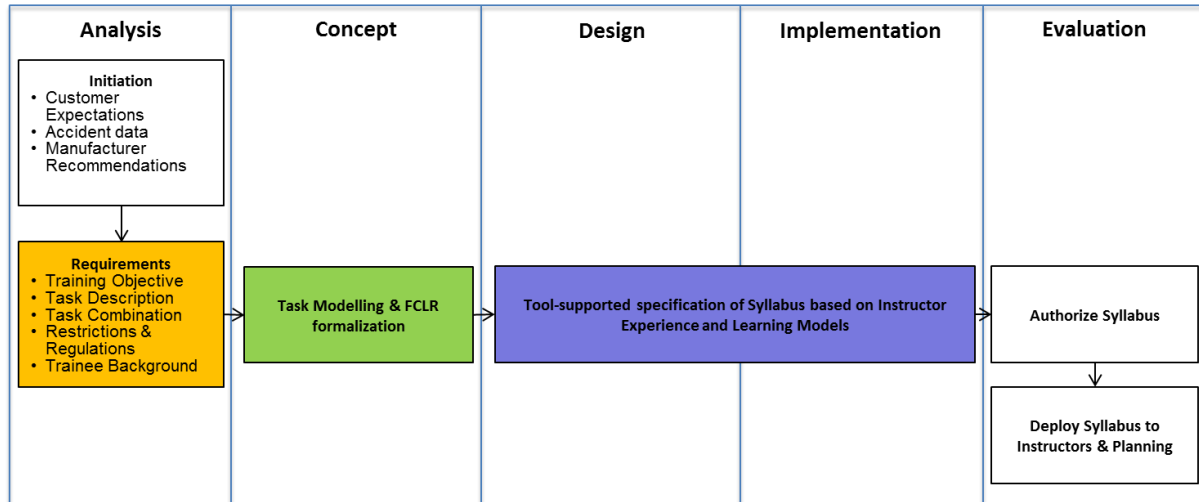 Analysis
Concept
Design
Implementation
Evaluation
Initiation
• Customer
Expectations
• Accident data
• Manufacturer
Recommendations
Requirements
• Training Objective
• Task Description
• Task Combination
• Restrictions &
Regulations
• Trainee Background
Task Modelling & FCLR
formalization
Tool-supported specification of Syllabus based on Instructor
Experience and Learning Models
Authorize Syllabus
Deploy Syllabus to
Instructors & Planning